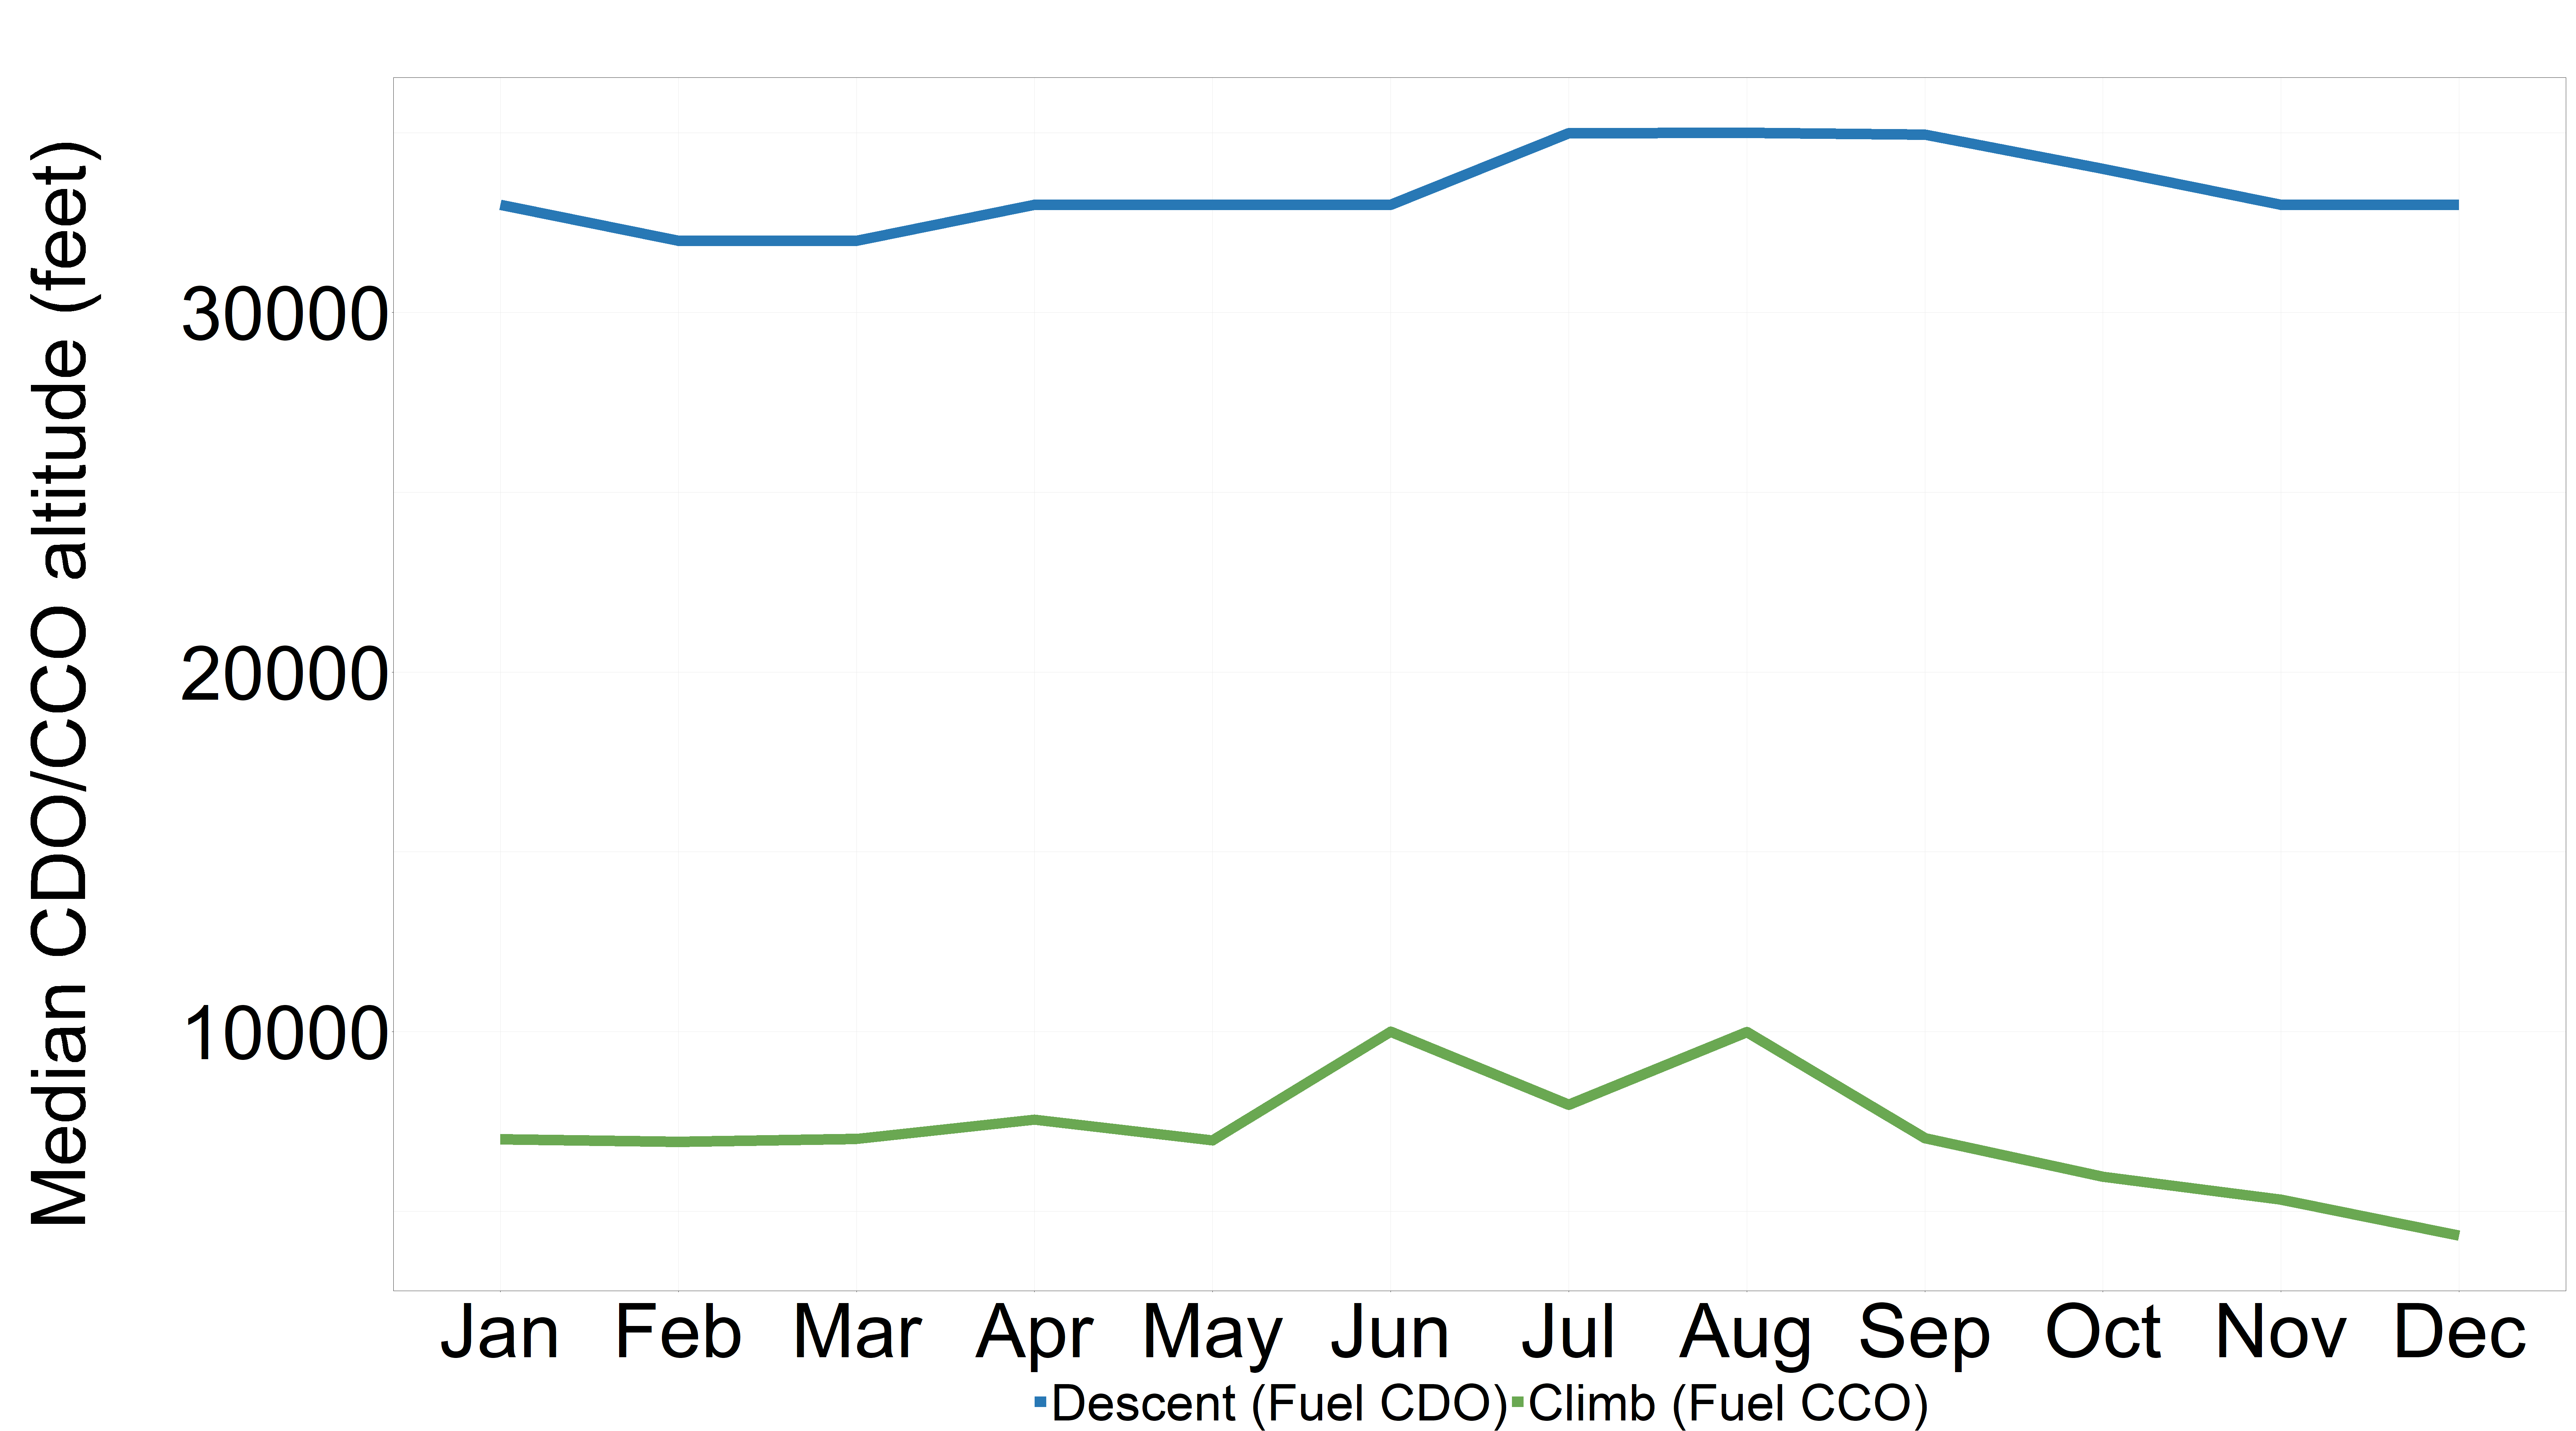 Median CDO/CCO altitude (feet)
30000
20000
10000
Jan Feb Mar Apr May Jun Jul Aug Sep Oct Nov Dec
Descent (Fuel CDO) Climb (Fuel CCO)